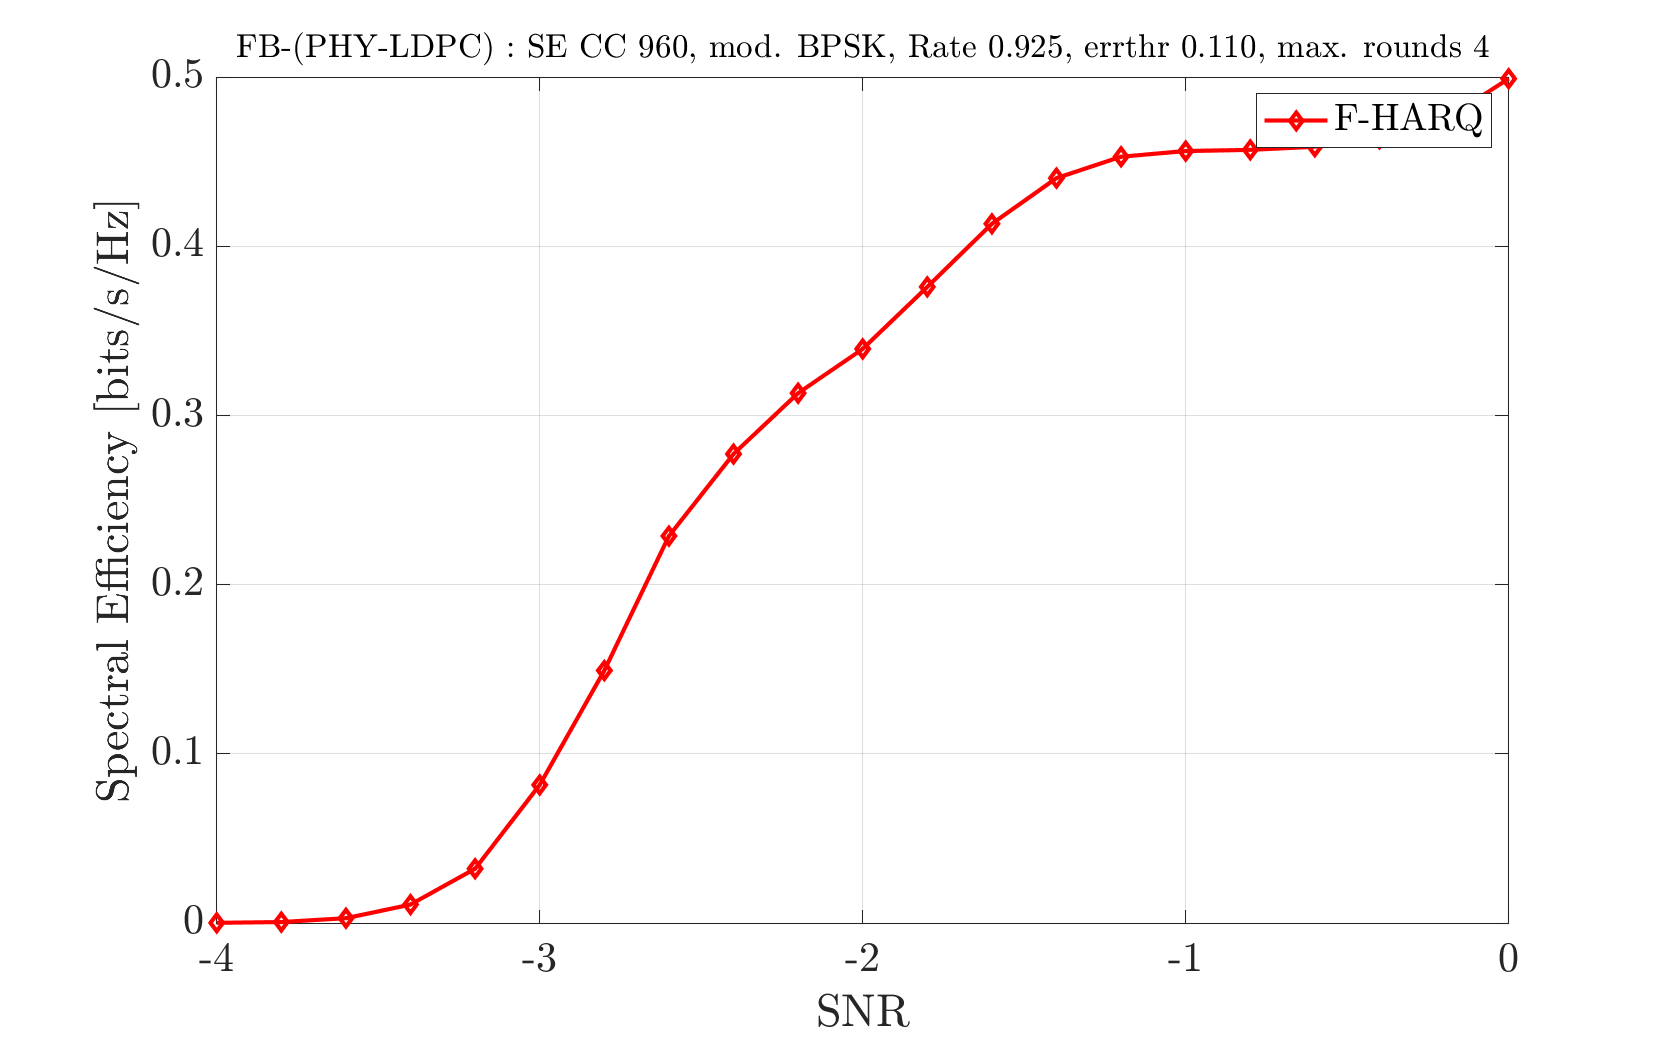 FB-(PHY-LDPC) : SE CC 960, mod. BPSK, Rate 0.925, errthr 0.110, max. rounds 4
0.5
F-HARQ
0.4
0.3
0.2
0.1
0
Spectral Efficiency [bits/s/Hz]
-4 -3 -2 -1 0
SNR